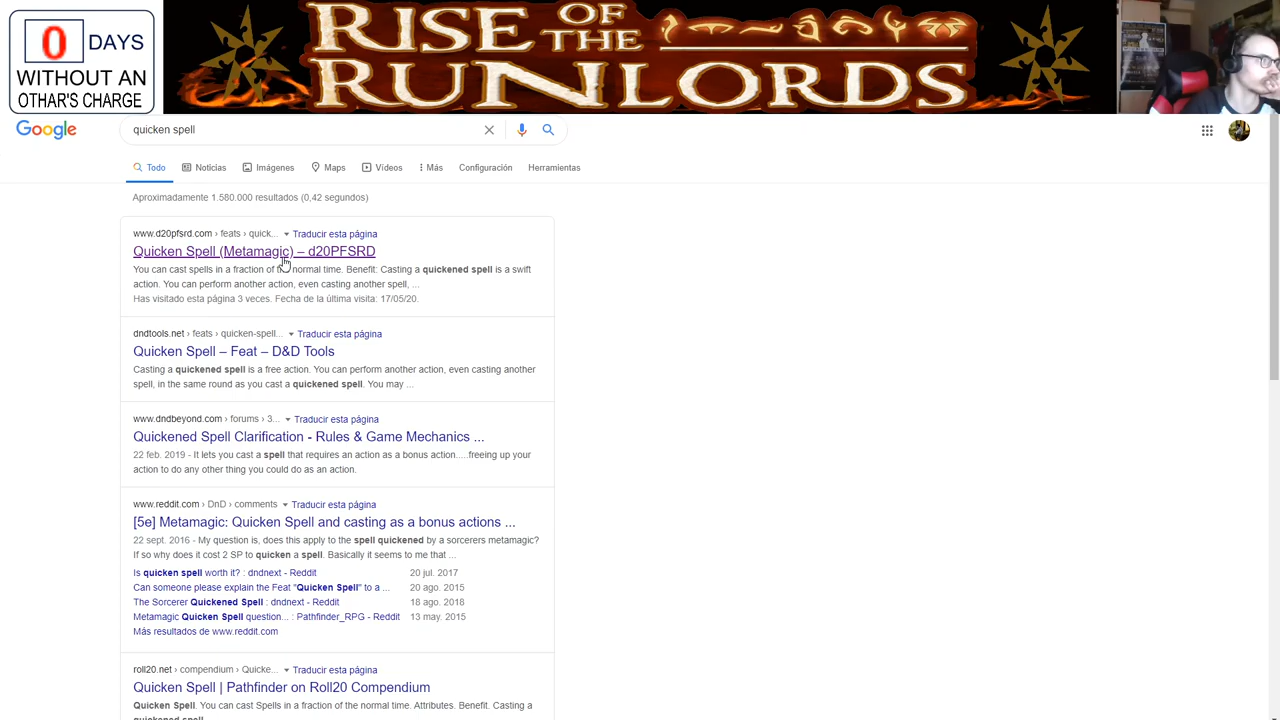 0 DAYS
WITHOUT AN
OTHAR'S CHARGE
RISE OF THE
RUNLORDS
Google
quicken spell
Todo Noticias Imágenes Maps Vídeos Más Configuración Herramientas
Aproximadamente 1.580.000 resultados (0,42 segundos)
www.d20pfsrd.com › feats › quick... Traducir esta página
Quicken Spell (Metamagic) – d20PFSRD
You can cast spells in a fraction of normal time. Benefit: Casting a quickened spell is a swift
action. You can perform another action, even casting another spell, ...
Has visitado esta página 3 veces. Fecha de la última visita: 17/05/20.
dndtools.net › feats › quicken-spell... Traducir esta página
Quicken Spell – Feat – D&D Tools
Casting a quickened spell is a free action. You can perform another action, even casting another
spell, in the same round as you cast a quickened spell. You may ...
www.dndbeyond.com › forums › 3... Traducir esta página
Quickened Spell Clarification - Rules & Game Mechanics ...
22 feb. 2019 - It lets you cast a spell that requires an action as a bonus action.....freeing up your
action to do any other thing you could do as an action.
www.reddit.com › DnD › comments Traducir esta página
[5e] Metamagic: Quicken Spell and casting as a bonus actions ...
22 sept. 2016 - My question is, does this apply to the spell quickened by a sorcerers metamagic?
If so why does it cost 2 SP to quicken a spell. Basically it seems to me that ...
Is quicken spell worth it? : dndnext - Reddit 20 jul. 2017
Can someone please explain the Feat "Quicken Spell" to a ... 20 ago. 2015
The Sorcerer Quickened Spell : dndnext - Reddit 18 ago. 2018
Metamagic Quicken Spell question... : Pathfinder_RPG - Reddit 13 may. 2015
Más resultados de www.reddit.com
roll20.net › compendium › Quicke... Traducir esta página
Quicken Spell | Pathfinder on Roll20 Compendium
Quicken Spell. You can cast Spells in a fraction of the normal time. Attributes. Benefit. Casting a
quickened spell